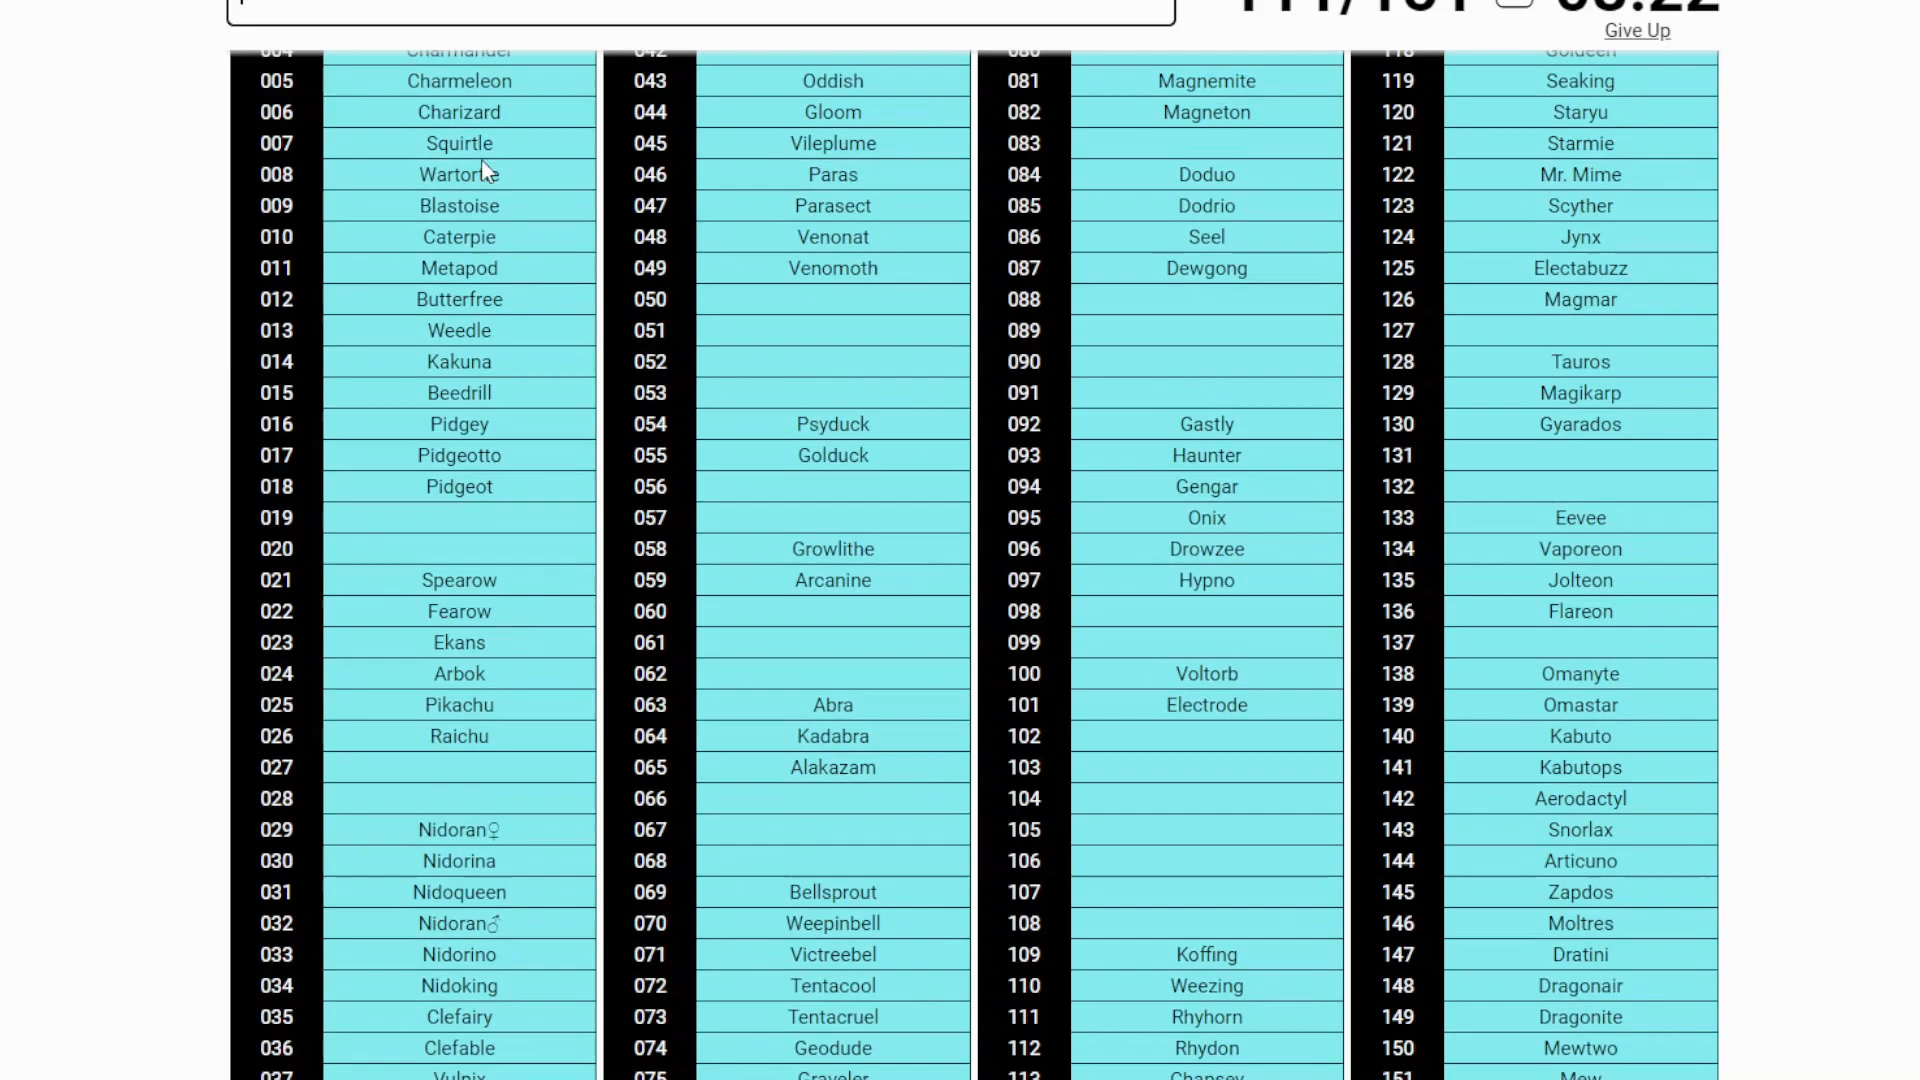 111/151 08:22
Give Up
004 Charmander 042 080 118 Goldeen
005 Charmeleon 043 Oddish 081 Magnemite 119 Seaking
006 Charizard 044 Gloom 082 Magneton 120 Staryu
007 Squirtle 045 Vileplume 083 121 Starmie
008 Wartortle 046 Paras 084 Doduo 122 Mr. Mime
009 Blastoise 047 Parasect 085 Dodrio 123 Scyther
010 Caterpie 048 Venonat 086 Seel 124 Jynx
011 Metapod 049 Venomoth 087 Dewgong 125 Electabuzz
012 Butterfree 050 088 126 Magmar
013 Weedle 051 089 127
014 Kakuna 052 090 128 Tauros
015 Beedrill 053 091 129 Magikarp
016 Pidgey 054 Psyduck 092 Gastly 130 Gyarados
017 Pidgeotto 055 Golduck 093 Haunter 131
018 Pidgeot 056 094 Gengar 132
019 057 095 Onix 133 Eevee
020 058 Growlithe 096 Drowzee 134 Vaporeon
021 Spearow 059 Arcanine 097 Hypno 135 Jolteon
022 Fearow 060 098 136 Flareon
023 Ekans 061 099 137
024 Arbok 062 100 Voltorb 138 Omanyte
025 Pikachu 063 Abra 101 Electrode 139 Omastar
026 Raichu 064 Kadabra 102 140 Kabuto
027 065 Alakazam 103 141 Kabutops
028 066 104 142 Aerodactyl
029 Nidoran♀ 067 105 143 Snorlax
030 Nidorina 068 106 144 Articuno
031 Nidoqueen 069 Bellsprout 107 145 Zapdos
032 Nidoran♂ 070 Weepinbell 108 146 Moltres
033 Nidorino 071 Victreebel 109 Koffing 147 Dratini
034 Nidoking 072 Tentacool 110 Weezing 148 Dragonair
035 Clefairy 073 Tentacruel 111 Rhyhorn 149 Dragonite
036 Clefable 074 Geodude 112 Rhydon 150 Mewtwo
037 Vulpix 075 Graveler 113 Chansey 151 Mew